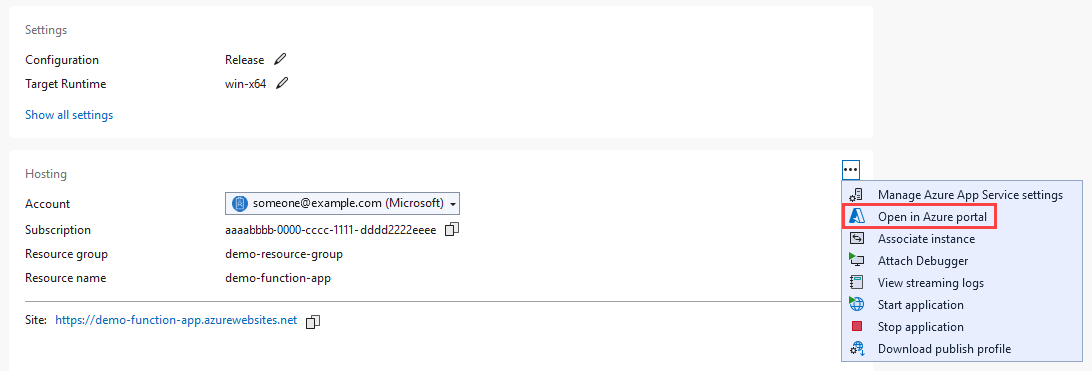 Settings
Configuration Release
Target Runtime win-x64
Show all settings
Hosting
Account someone@example.com (Microsoft)
Subscription aaaabbbb-0000-cccc-1111-dddd2222eeee
Resource group demo-resource-group
Resource name demo-function-app
Site: https://demo-function-app.azurewebsites.net
Manage Azure App Service settings
Open in Azure portal
Associate instance
Attach Debugger
View streaming logs
Start application
Stop application
Download publish profile